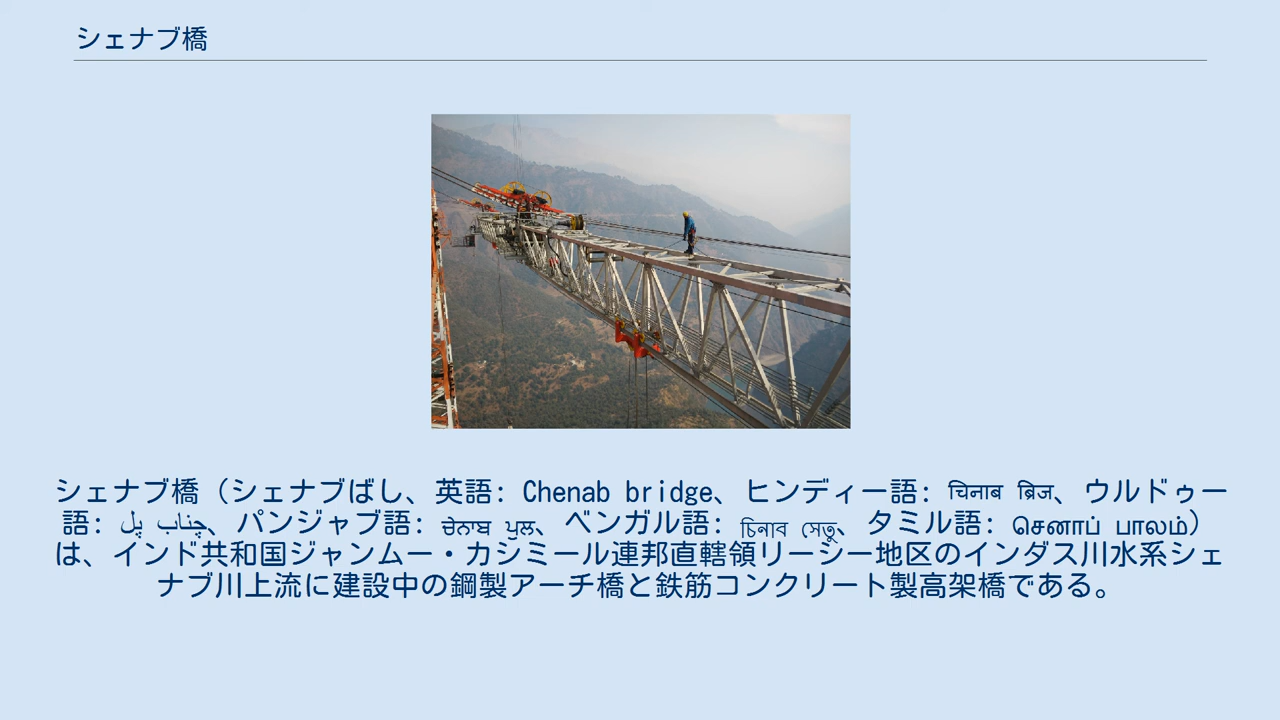 シェナブ橋
シェナブ橋（シェナブばし、英語: Chenab bridge、ヒンディー語: चिनाब ब्रिज、ウルドゥー
語: چناب پل、パンジャブ語: ਚੇਨਾਬ ਪੁਲ、ベンガル語: চিনাব সেতু、タミル語: செனாப் பாலம்）
は、インド共和国ジャンムー・カシミール連邦直轄領リーシー地区のインダス川水系シェ
ナブ川上流に建設中の鋼製アーチ橋と鉄筋コンクリート製高架橋である。